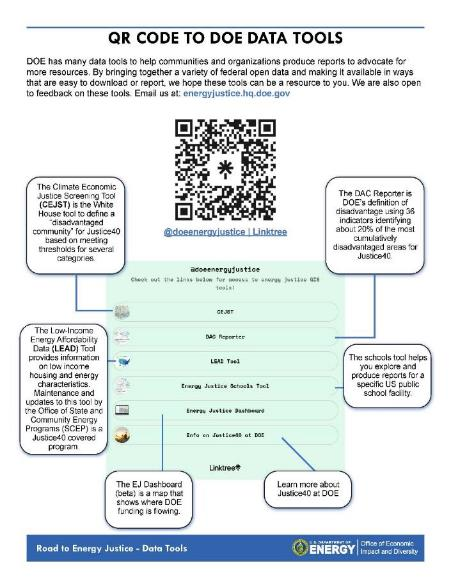 QR CODE TO DOE DATA TOOLS
DOE has many data tools to help communities and organizations produce reports to advocate for
more resources. By bringing together a variety of federal open data and making it available in ways
that are easy to download or report, we hope these tools can be a resource to you. We are also open
to feedback on these tools. Email us at: energyjustice.hq.doe.gov
The Climate Economic
Justice Screening Tool
(CEJST) is the White
House tool to define a
"disadvantaged
community" for Justice40
based on meeting
thresholds for several
categories.
The DAC Reporter is
DOE's definition of
disadvantage using 36
indicators identifying
about 20% of the most
cumulatively
disadvantaged areas for
Justice40.
@doeenergyjustice | Linktree
@doeenergyjustice
Check out the links below for access to energy justice GIS
tools!
CEJST
DAC Reporter
LEAD Tool
Energy Justice Schools Tool
Energy Justice Dashboard
Info on Justice40 at DOE
Linktree
The Low-Income
Energy Affordability
Data (LEAD) Tool
provides information
on low income
housing and energy
characteristics.
Maintenance and
updates to this tool by
the Office of State and
Community Energy
Programs (SCEP) is a
Justice40 covered
program
The schools tool helps
you explore and
produce reports for a
specific US public
school facility.
The EJ Dashboard
(beta) is a map that
shows where DOE
funding is flowing.
Learn more about
Justice40 at DOE
Road to Energy Justice - Data Tools
U.S. DEPARTMENT OF
ENERGY
Office of Economic
Impact and Diversity